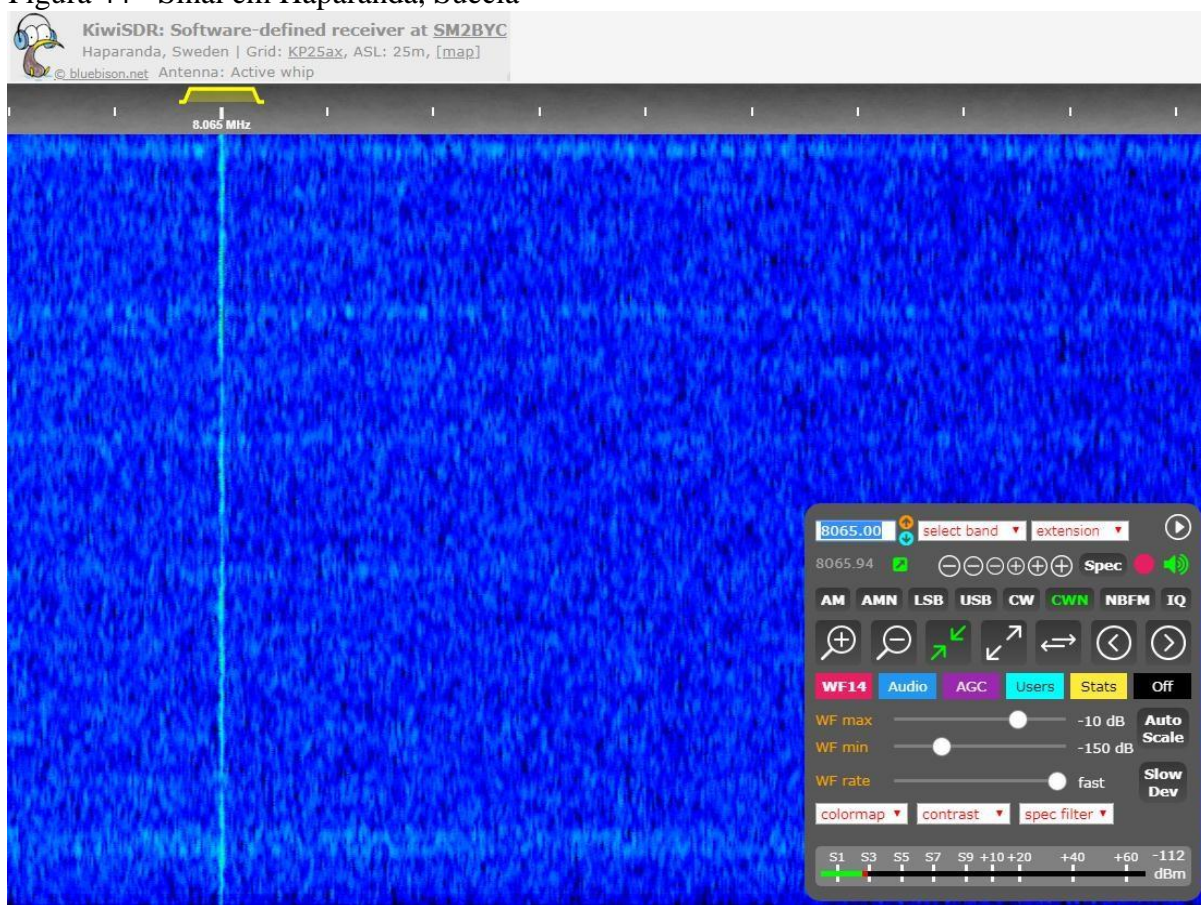 Figura 44 - Sinal em Haparanda, Suécia
KiwiSDR: Software-defined receiver at SM2BYC
Haparanda, Sweden | Grid: KP25ax, ASL: 25m, [map]
© bluebison.net Antenna: Active whip
8.065 MHz
8065.00 select band extension
8065.94 Spec
AM AMN LSB USB CW CWN NBFM IQ
WF14 Audio AGC Users Stats Off
WF max -10 dB Auto Scale
WF min -150 dB
WF rate fast Slow Dev
colormap contrast spec filter
S1 S3 S5 S7 S9 +10 +20 +40 +60 -112 dBm